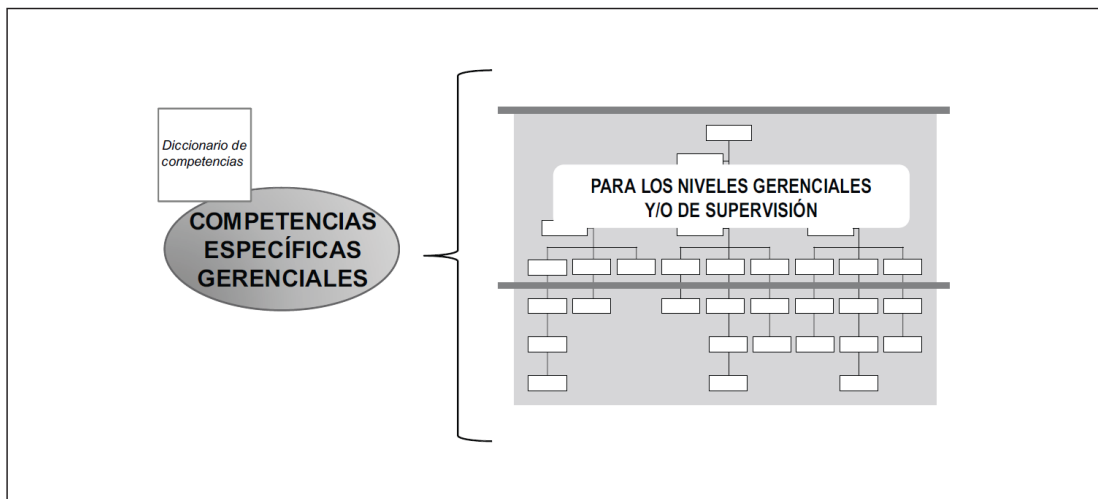 Diccionario de
competencias
COMPETENCIAS
ESPECÍFICAS
GERENCIALES
PARA LOS NIVELES GERENCIALES
Y/O DE SUPERVISIÓN